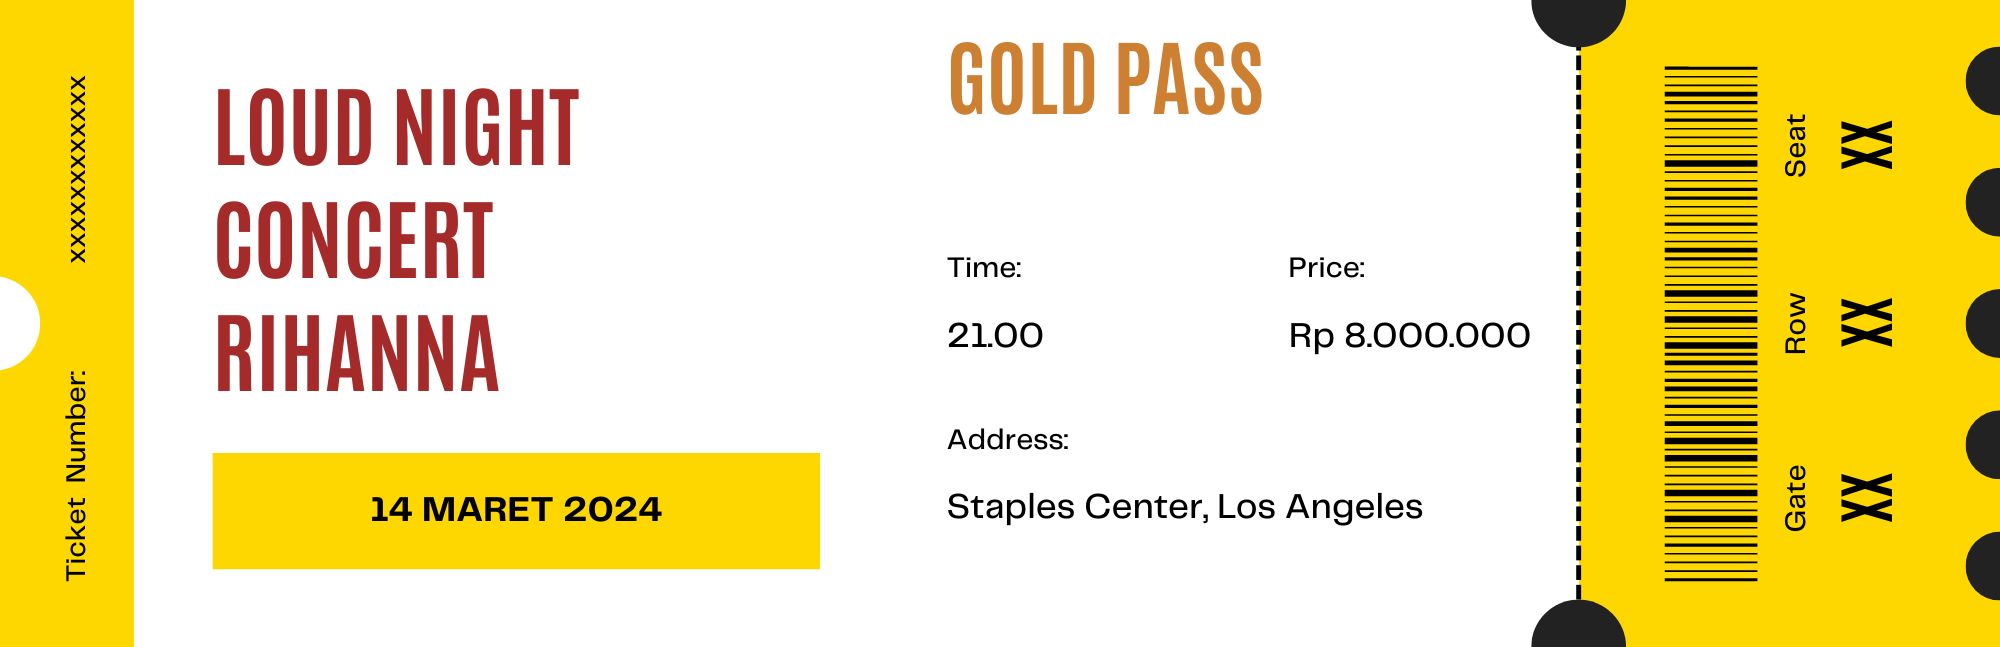 Ticket Number: xxxxxxxxxxxxx
LOUD NIGHT
CONCERT
RIHANNA
14 MARET 2024
GOLD PASS
Time:
21.00
Price:
Rp 8.000.000
Address:
Staples Center, Los Angeles
Seat
XX
Row
XX
Gate
XX